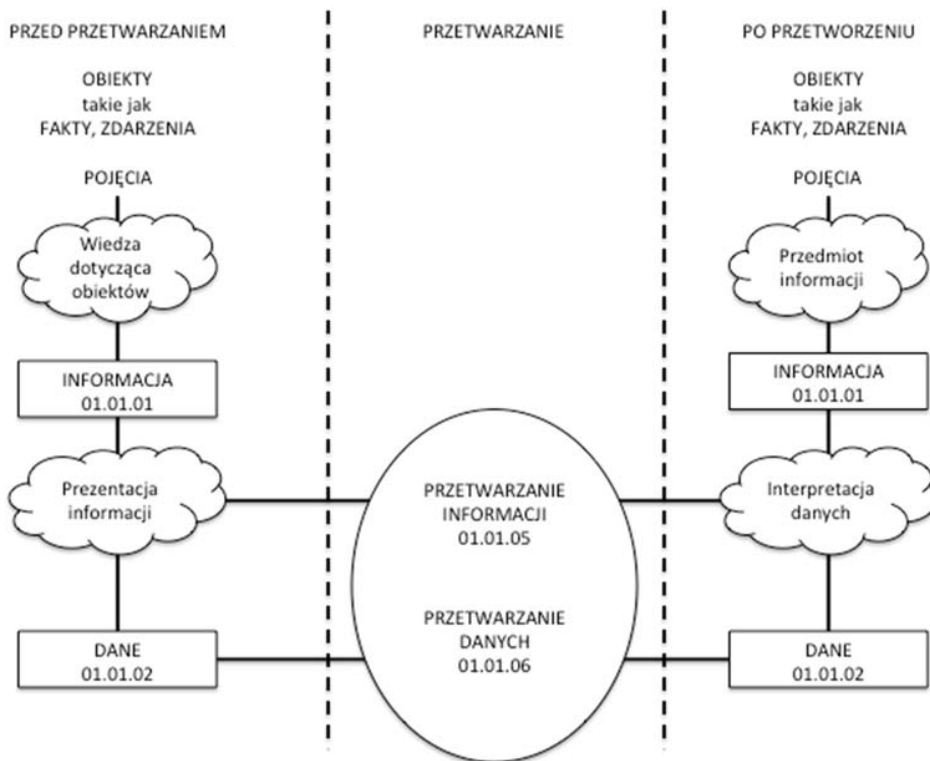 PRZED PRZETWARZANIEM
OBIEKTY
takie jak
FAKTY, ZDARZENIA
POJĘCIA
Wiedza
dotycząca
obiektów
INFORMACJA
01.01.01
Prezentacja
informacji
DANE
01.01.02
PRZETWARZANIE
PRZETWARZANIE
INFORMACJI
01.01.05
PRZETWARZANIE
DANYCH
01.01.06
PO PRZETWORZENIU
OBIEKTY
takie jak
FAKTY, ZDARZENIA
POJĘCIA
Przedmiot
informacji
INFORMACJA
01.01.01
Interpretacja
danych
DANE
01.01.02